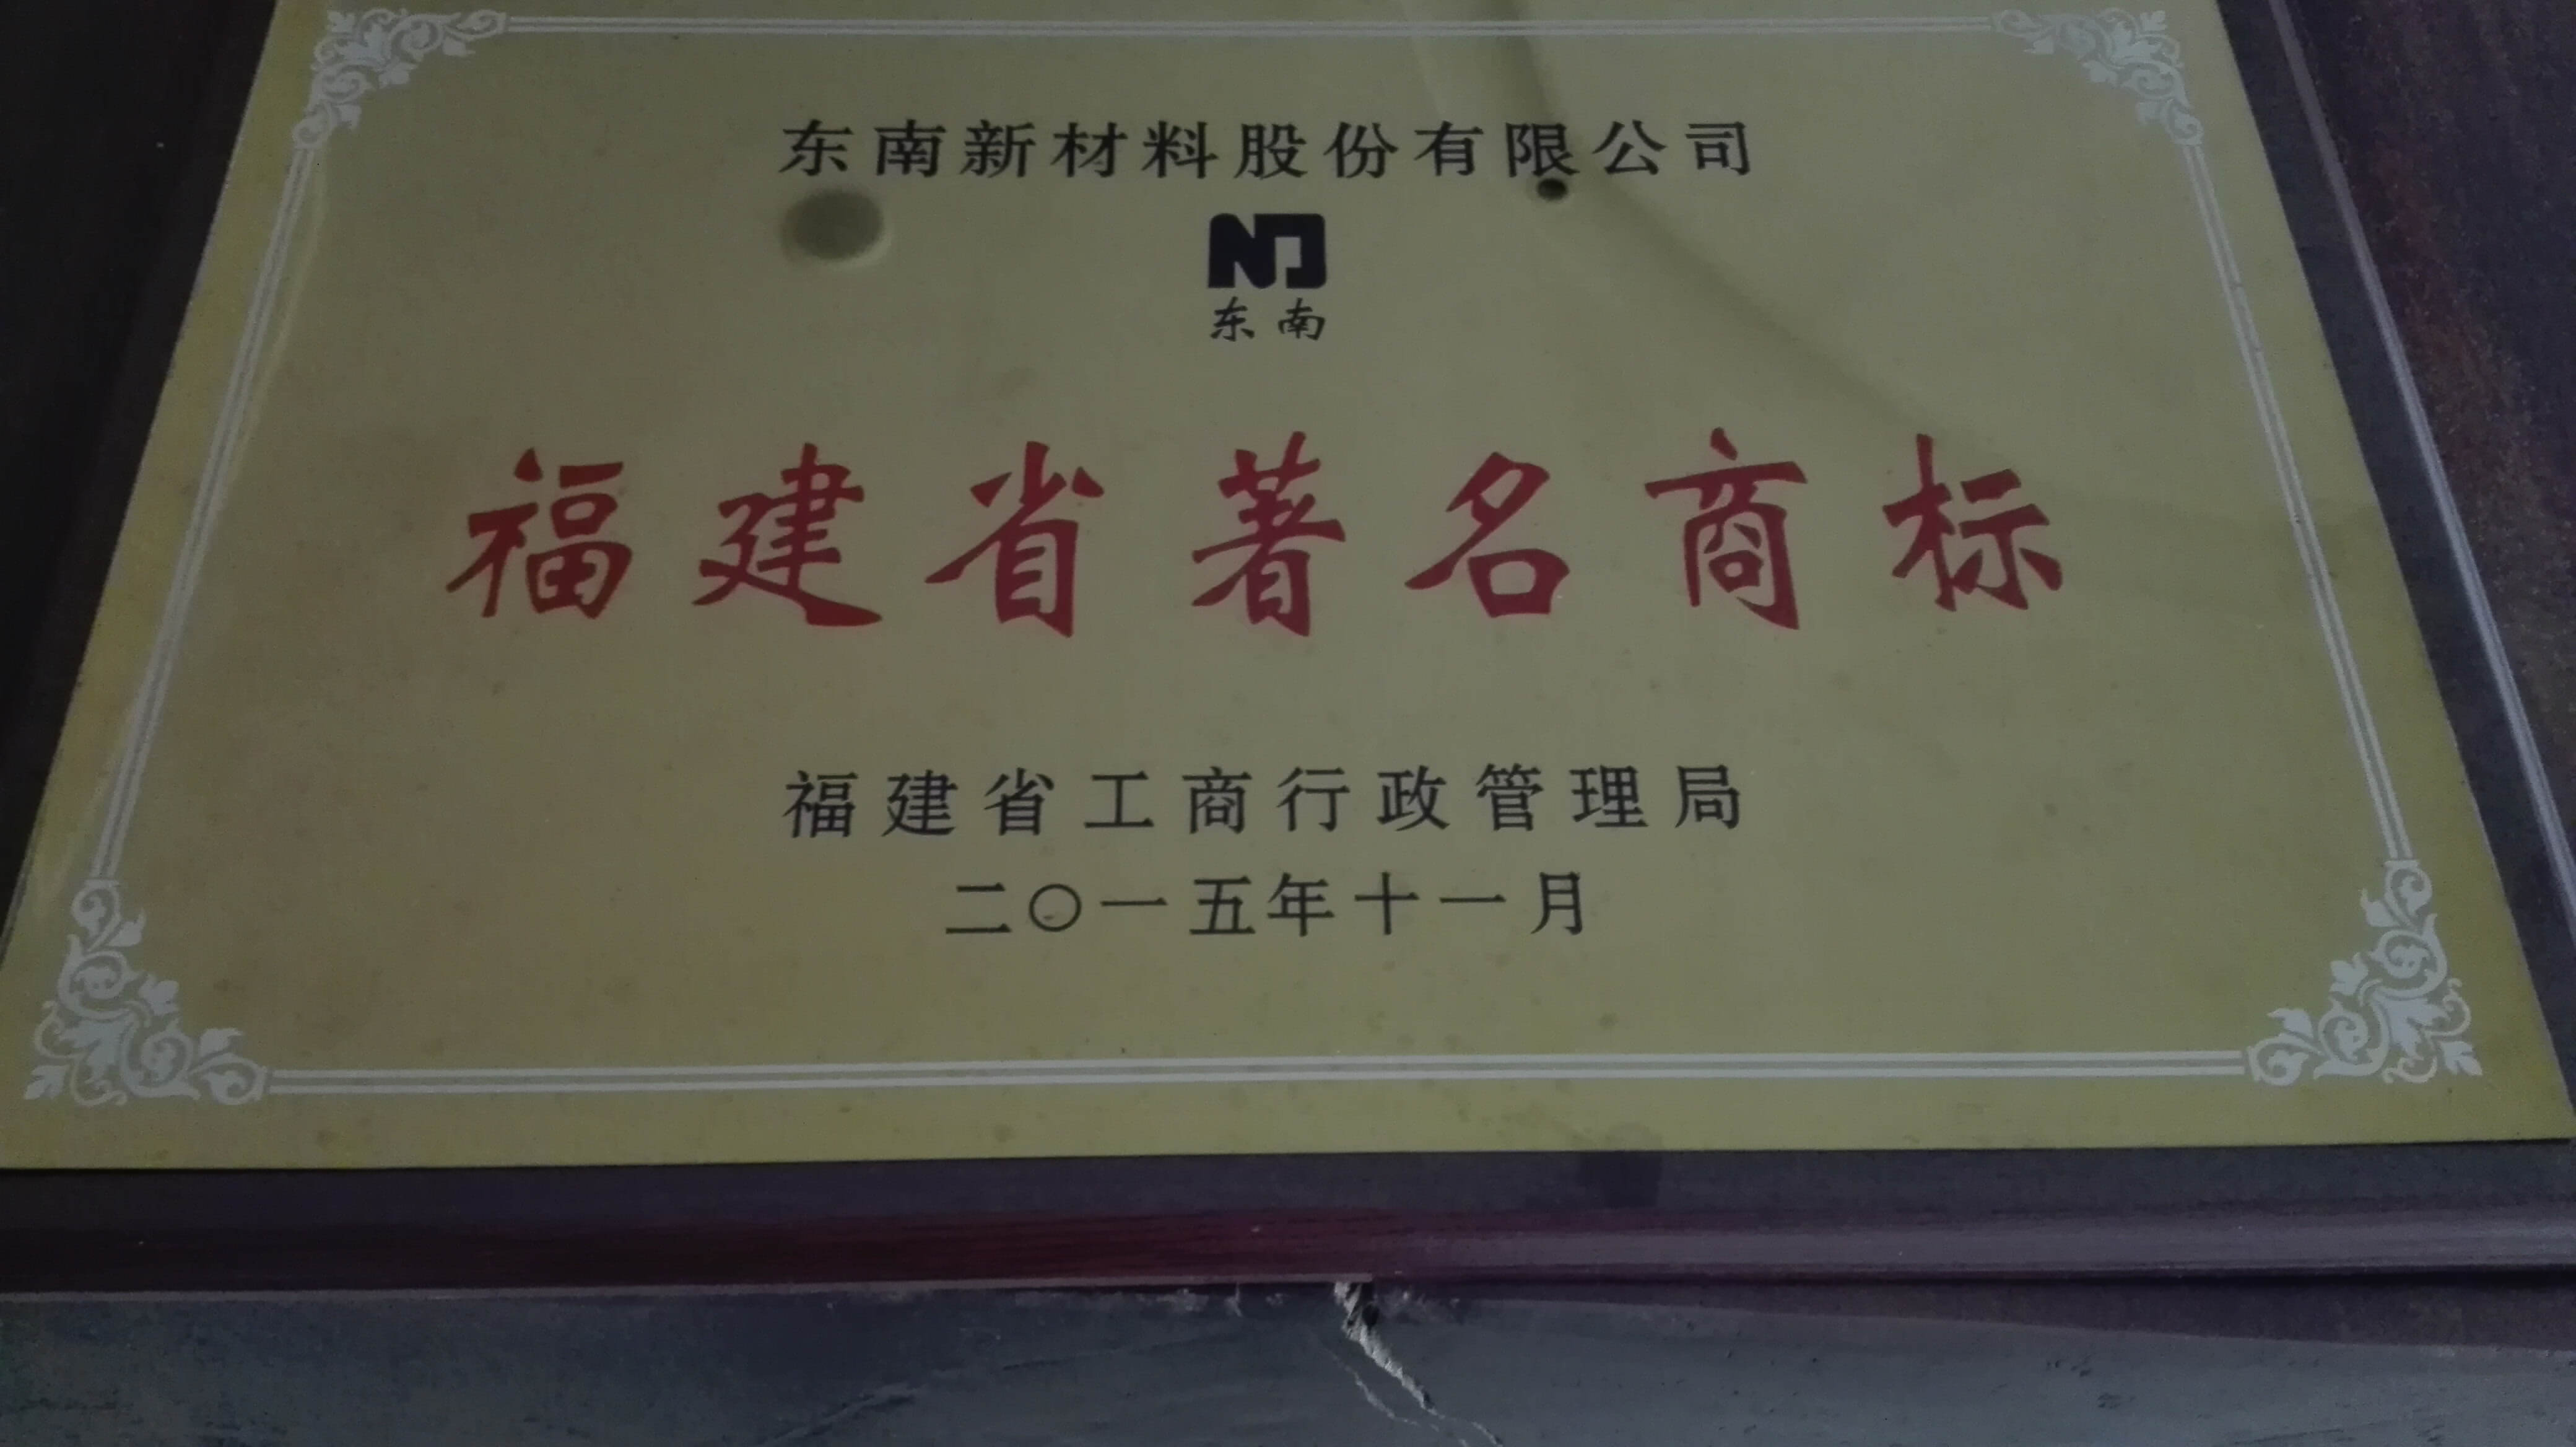 东南新材料股份有限公司
东南
福建省著名商标
福建省工商行政管理局
二〇一五年十一月